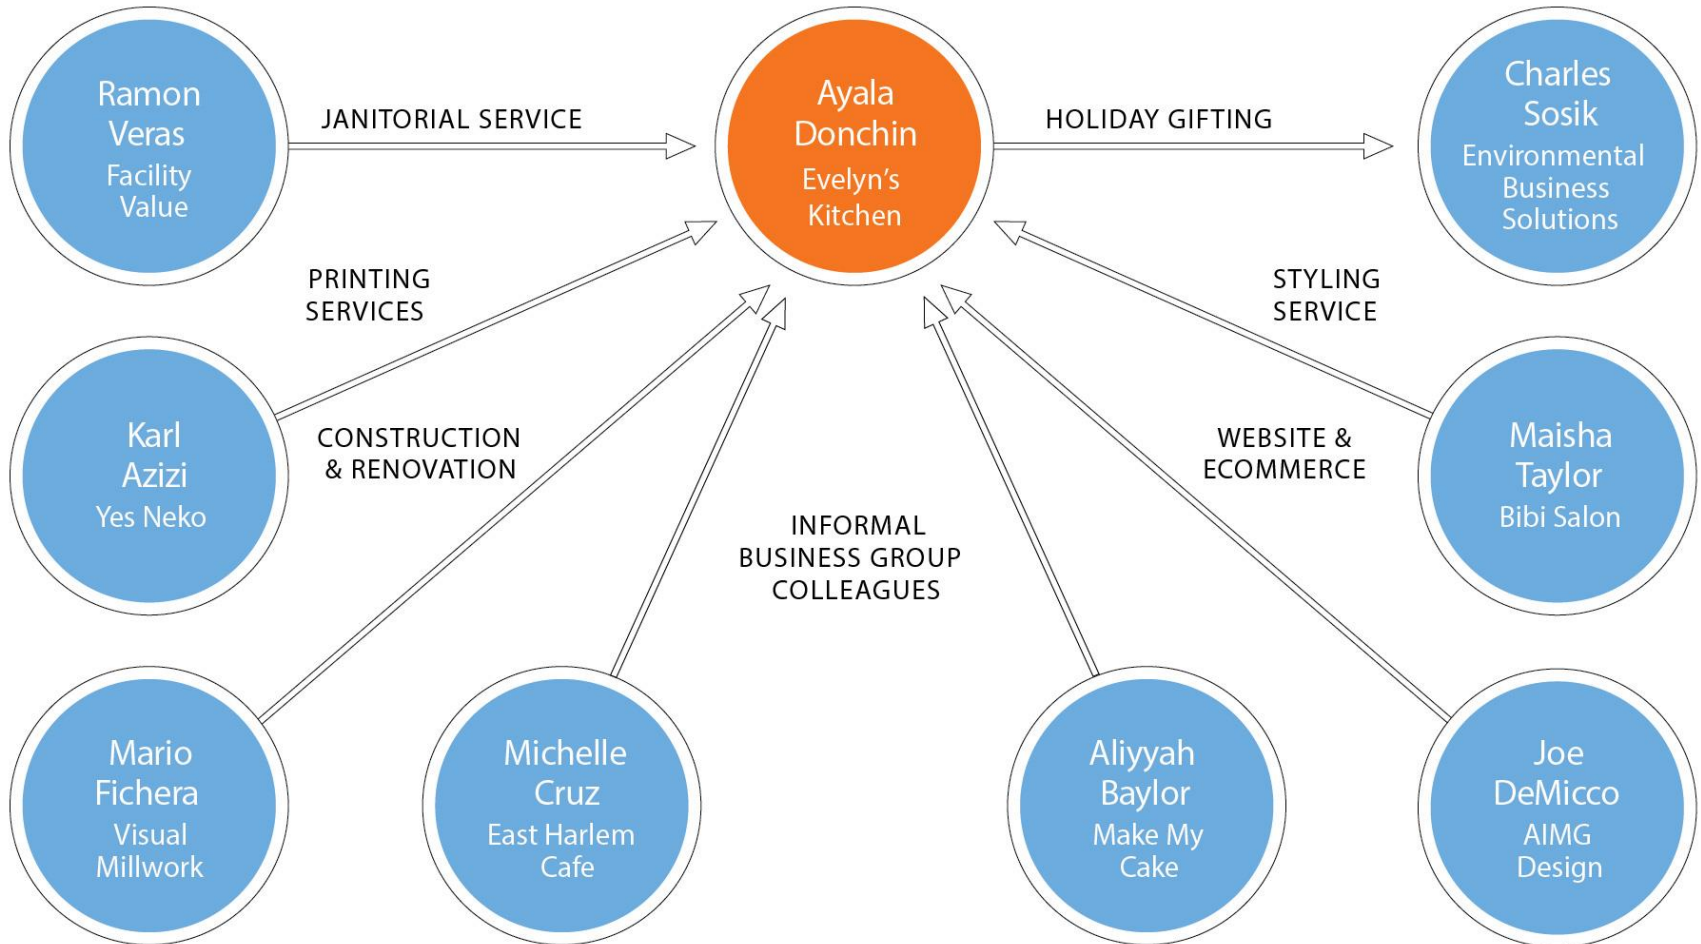 Ramon
Veras
Facility
Value
JANITORIAL SERVICE
Ayala
Donchin
Evelyn’s
Kitchen
HOLIDAY GIFTING
Charles
Sosik
Environmental
Business
Solutions
PRINTING
SERVICES
STYLING
SERVICE
Karl
Azizi
Yes Neko
CONSTRUCTION
& RENOVATION
WEBSITE &
ECOMMERCE
Maisha
Taylor
Bibi Salon
INFORMAL
BUSINESS GROUP
COLLEAGUES
Mario
Fichera
Visual
Millwork
Michelle
Cruz
East Harlem
Cafe
Aliyyah
Baylor
Make My
Cake
Joe
DeMicco
AIMG
Design